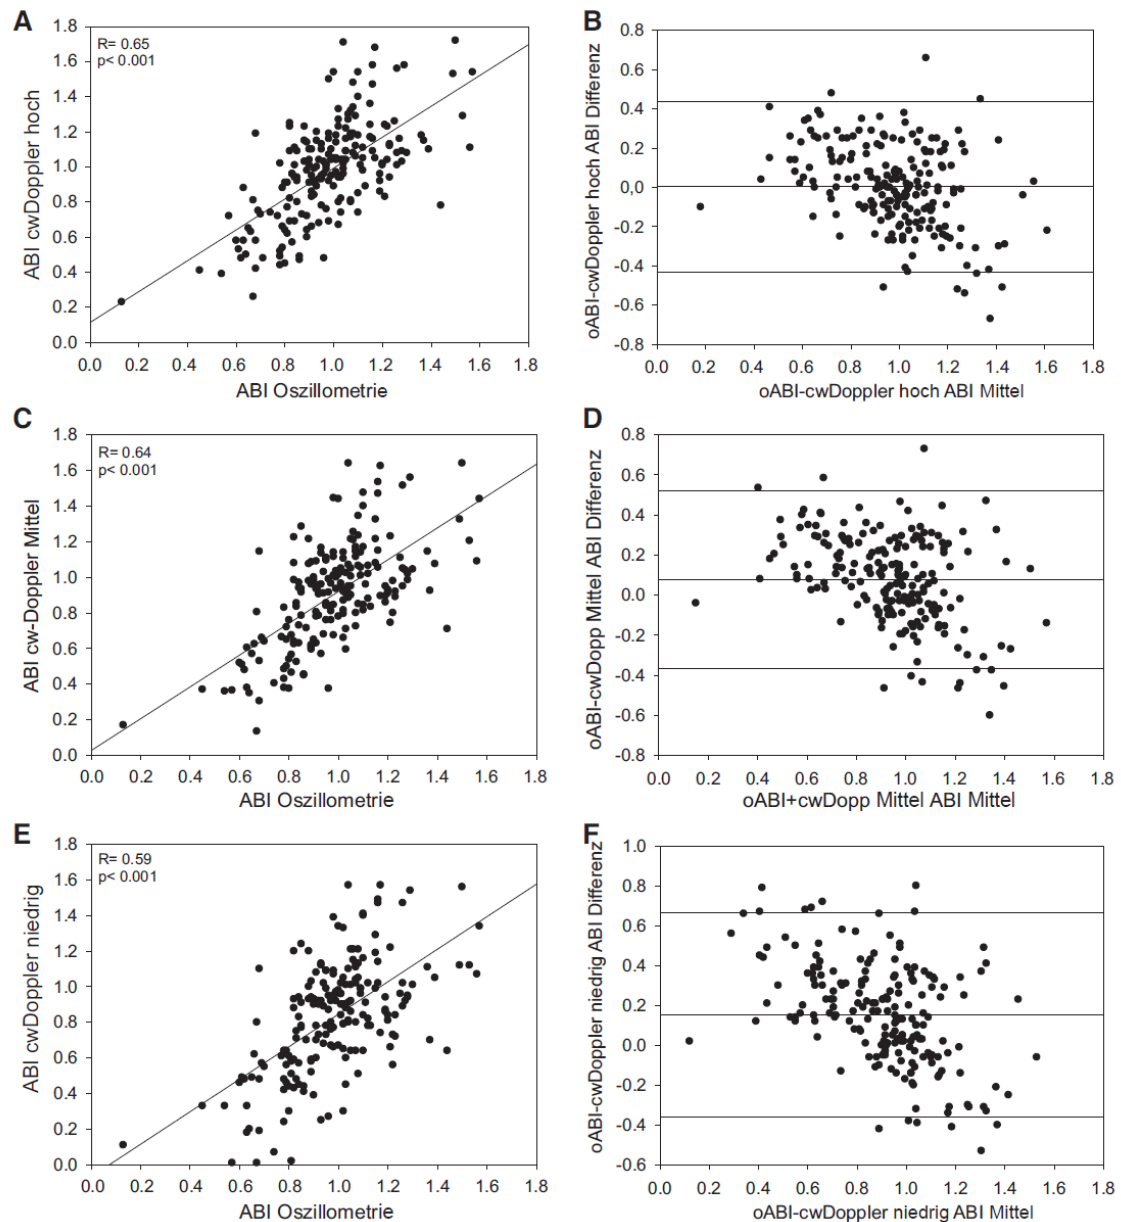 A
R= 0.65
p< 0.001
ABI cwDoppler hoch
1.8
1.6
1.4
1.2
1.0
0.8
0.6
0.4
0.2
0.0
0.0 0.2 0.4 0.6 0.8 1.0 1.2 1.4 1.6 1.8
ABI Oszillometrie
B
oABI-cwDoppler hoch ABI Differenz
0.8
0.6
0.4
0.2
0.0
-0.2
-0.4
-0.6
-0.8
0.0 0.2 0.4 0.6 0.8 1.0 1.2 1.4 1.6 1.8
oABI-cwDoppler hoch ABI Mittel
C
R= 0.64
p< 0.001
ABI cw-Doppler Mittel
1.8
1.6
1.4
1.2
1.0
0.8
0.6
0.4
0.2
0.0
0.0 0.2 0.4 0.6 0.8 1.0 1.2 1.4 1.6 1.8
ABI Oszillometrie
D
oABI-cwDopp Mittel ABI Differenz
0.8
0.6
0.4
0.2
0.0
-0.2
-0.4
-0.6
-0.8
0.0 0.2 0.4 0.6 0.8 1.0 1.2 1.4 1.6 1.8
oABI+cwDopp Mittel ABI Mittel
E
R= 0.59
p< 0.001
ABI cwDoppler niedrig
1.8
1.6
1.4
1.2
1.0
0.8
0.6
0.4
0.2
0.0
0.0 0.2 0.4 0.6 0.8 1.0 1.2 1.4 1.6 1.8
ABI Oszillometrie
F
oABI-cwDoppler niedrig ABI Differenz
1.0
0.8
0.6
0.4
0.2
0.0
-0.2
-0.4
-0.6
0.0 0.2 0.4 0.6 0.8 1.0 1.2 1.4 1.6 1.8
oABI-cwDoppler niedrig ABI Mittel